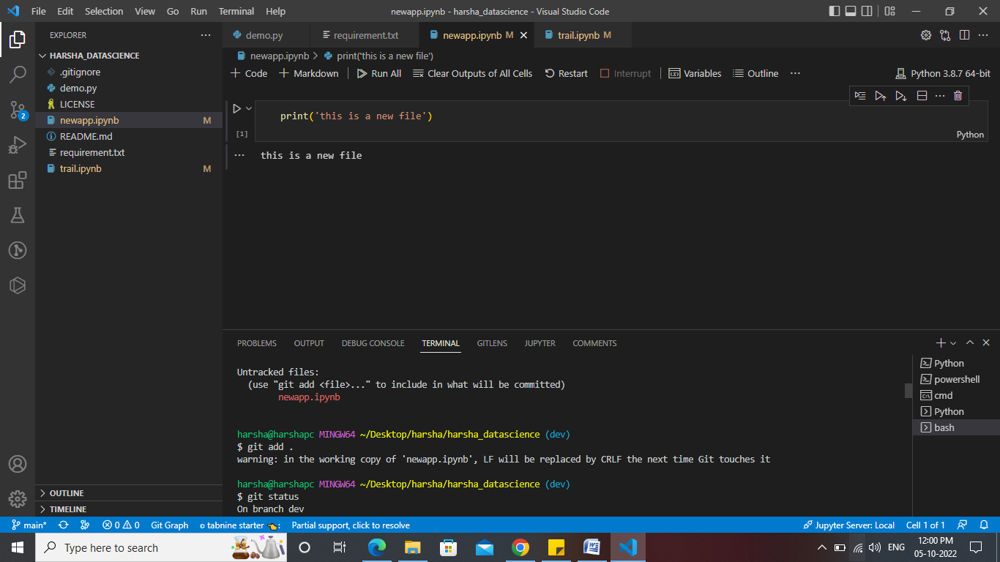 File Edit Selection View Go Run Terminal Help newapp.ipynb - harsha_datascience - Visual Studio Code
EXPLORER
HARSHA_DATASCIENCE
.gitignore
demo.py
LICENSE
newapp.ipynb M
README.md
requirement.txt
trail.ipynb M
OUTLINE
TIMELINE
2
demo.py requirement.txt newapp.ipynb M trail.ipynb M
newapp.ipynb > print('this is a new file')
+ Code + Markdown Run All Clear Outputs of All Cells Restart Interrupt Variables Outline ... Python 3.8.7 64-bit
print('this is a new file')
[1]
Python
this is a new file
PROBLEMS OUTPUT DEBUG CONSOLE TERMINAL GITLENS JUPYTER COMMENTS
Untracked files:
(use "git add <file>..." to include in what will be committed)
newapp.ipynb
harsha@harshapc MINGW64 ~/Desktop/harsha/harsha_datascience (dev)
$ git add .
warning: in the working copy of 'newapp.ipynb', LF will be replaced by CRLF the next time Git touches it
harsha@harshapc MINGW64 ~/Desktop/harsha/harsha_datascience (dev)
$ git status
On branch dev
Python
powershell
cmd
Python
bash
main* 0 0 Git Graph tabnine starter : Partial support, click to resolve Jupyter Server: Local Cell 1 of 1
Type here to search ENG 12:00 PM
05-10-2022